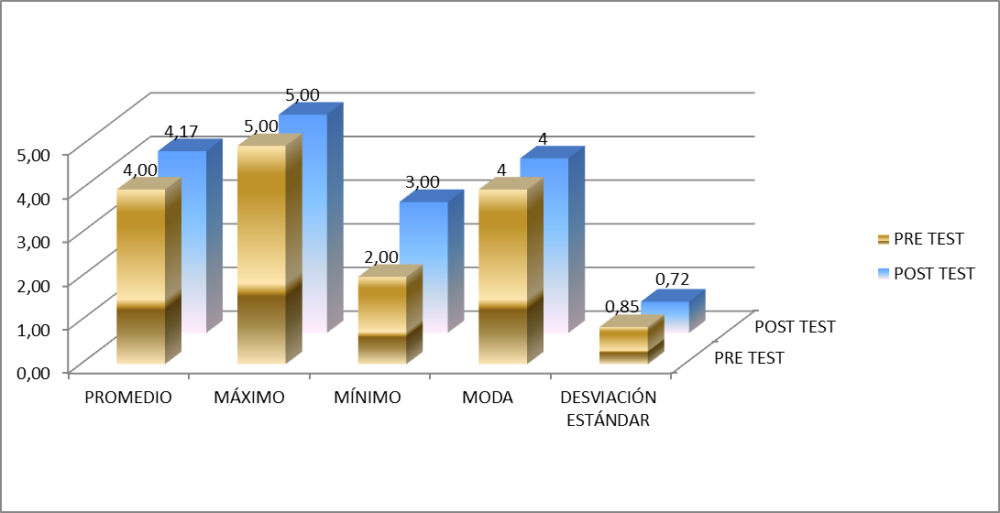 5,00
4,17
5,00
4,00
4
4
3,00
2,00
0,72
0,85
5,00
4,00
3,00
2,00
1,00
0,00
PRE TEST
POST TEST
POST TEST
PRE TEST
PROMEDIO
MÁXIMO
MÍNIMO
MODA
DESVIACIÓN
ESTÁNDAR